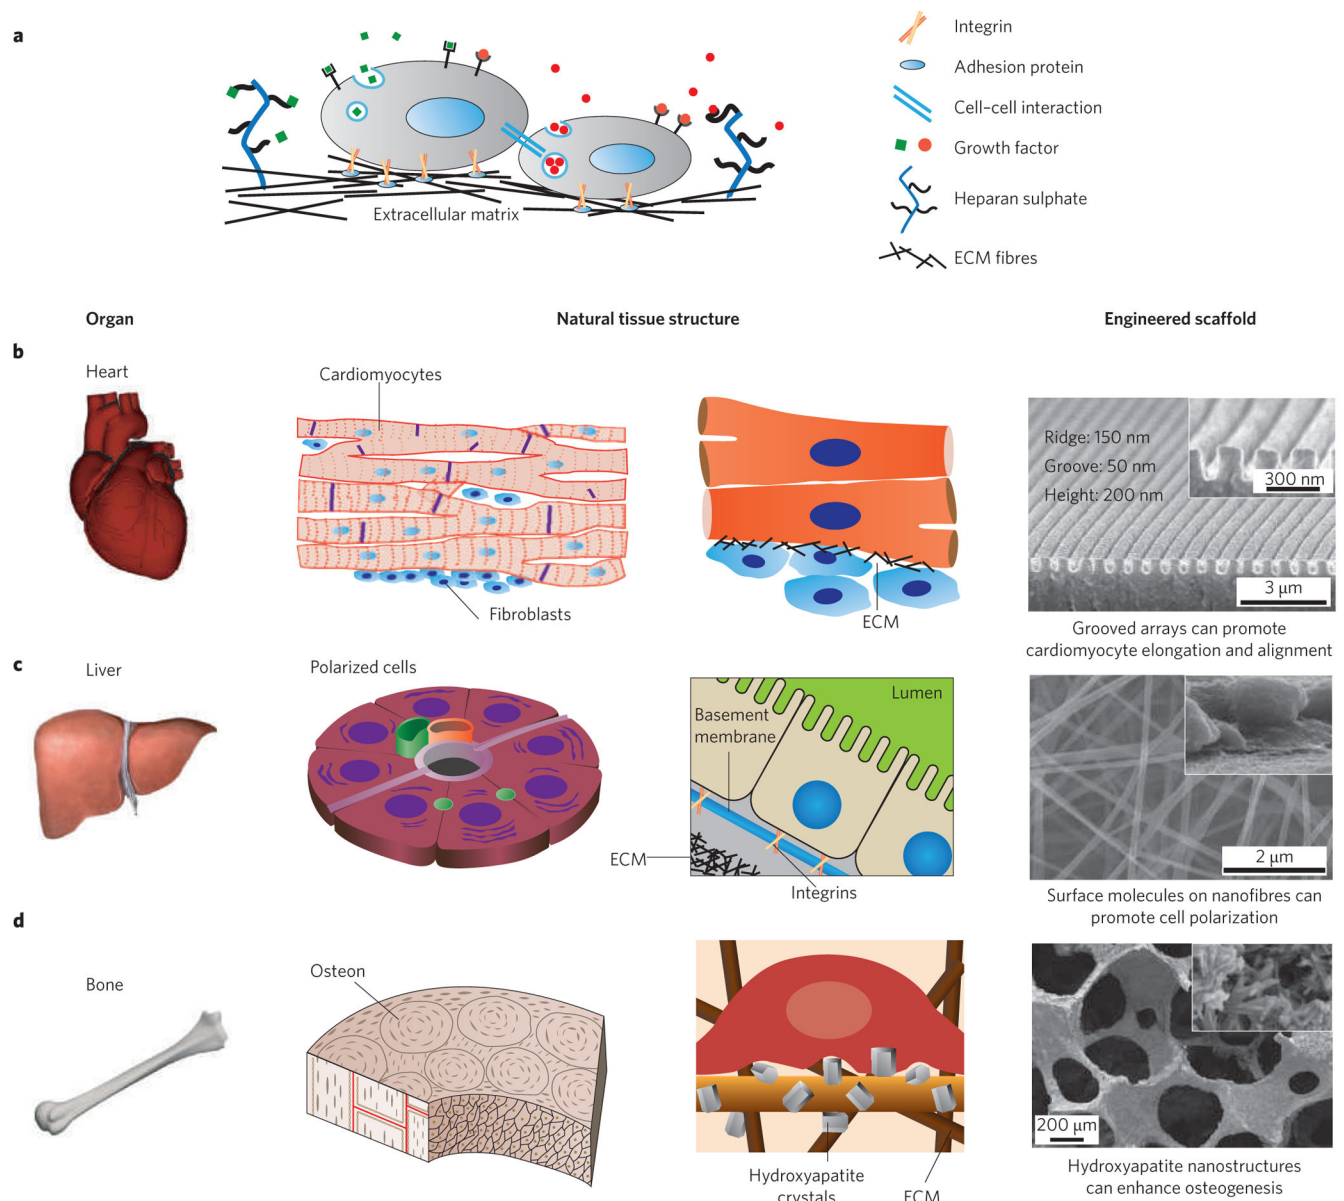 a
Integrin
Adhesion protein
Cell–cell interaction
Growth factor
Heparan sulphate
ECM fibres
Extracellular matrix
Organ
Natural tissue structure
Engineered scaffold
b
Heart
Cardiomyocytes
Fibroblasts
ECM
Ridge: 150 nm
Groove: 50 nm
Height: 200 nm
300 nm
3 μm
Grooved arrays can promote
cardiomyocyte elongation and alignment
c
Liver
Polarized cells
ECM
Lumen
Basement
membrane
Integrins
2 μm
Surface molecules on nanofibres can
promote cell polarization
d
Bone
Osteon
Hydroxyapatite
crystals
ECM
200 μm
Hydroxyapatite nanostructures
can enhance osteogenesis